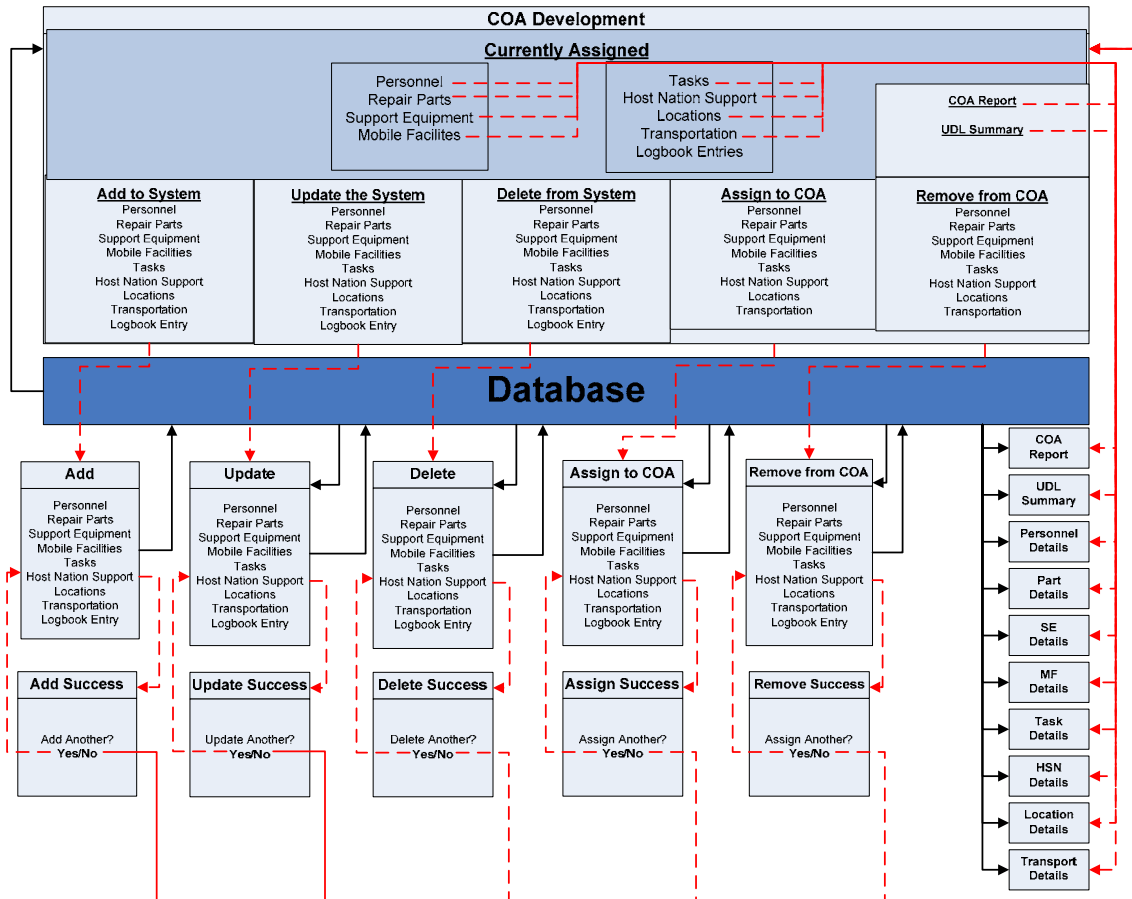 COA Development
Currently Assigned
Personnel
Repair Parts
Support Equipment
Mobile Facilites
Tasks
Host Nation Support
Locations
Transportation
Logbook Entries
COA Report
UDL Summary
Add to System
Personnel
Repair Parts
Support Equipment
Mobile Facilities
Tasks
Host Nation Support
Locations
Transportation
Logbook Entry
Update the System
Personnel
Repair Parts
Support Equipment
Mobile Facilities
Tasks
Host Nation Support
Locations
Transportation
Logbook Entry
Delete from System
Personnel
Repair Parts
Support Equipment
Mobile Facilities
Tasks
Host Nation Support
Locations
Transportation
Logbook Entry
Assign to COA
Personnel
Repair Parts
Support Equipment
Mobile Facilities
Tasks
Host Nation Support
Locations
Transportation
Remove from COA
Personnel
Repair Parts
Support Equipment
Mobile Facilities
Tasks
Host Nation Support
Locations
Transportation
Database
Add
Personnel
Repair Parts
Support Equipment
Mobile Facilities
Tasks
Host Nation Support
Locations
Transportation
Logbook Entry
Update
Personnel
Repair Parts
Support Equipment
Mobile Facilities
Tasks
Host Nation Support
Locations
Transportation
Logbook Entry
Delete
Personnel
Repair Parts
Support Equipment
Mobile Facilities
Tasks
Host Nation Support
Locations
Transportation
Logbook Entry
Assign to COA
Personnel
Repair Parts
Support Equipment
Mobile Facilities
Tasks
Host Nation Support
Locations
Transportation
Logbook Entry
Remove from COA
Personnel
Repair Parts
Support Equipment
Mobile Facilities
Tasks
Host Nation Support
Locations
Transportation
Logbook Entry
Add Success
Add Another?
Yes/No
Update Success
Update Another?
Yes/No
Delete Success
Delete Another?
Yes/No
Assign Success
Assign Another?
Yes/No
Remove Success
Assign Another?
Yes/No
COA
Report
UDL
Summary
Personnel
Details
Part
Details
SE
Details
MF
Details
Task
Details
HSN
Details
Location
Details
Transport
Details